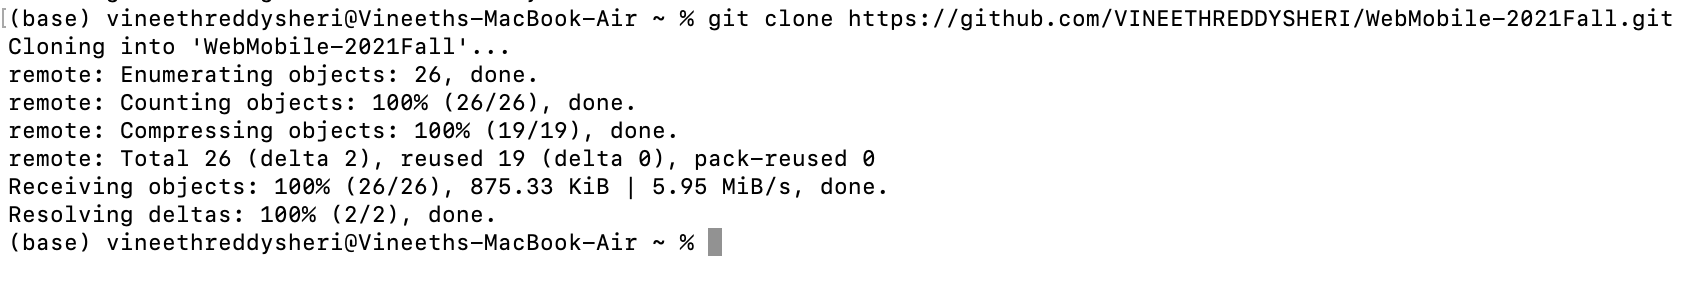 (base) vineethreddysheri@Vineeths-MacBook-Air ~ % git clone https://github.com/VINEETHREDDYSHERI/WebMobile-2021Fall.git
Cloning into 'WebMobile-2021Fall'...
remote: Enumerating objects: 26, done.
remote: Counting objects: 100% (26/26), done.
remote: Compressing objects: 100% (19/19), done.
remote: Total 26 (delta 2), reused 19 (delta 0), pack-reused 0
Receiving objects: 100% (26/26), 875.33 KiB | 5.95 MiB/s, done.
Resolving deltas: 100% (2/2), done.
(base) vineethreddysheri@Vineeths-MacBook-Air ~ %